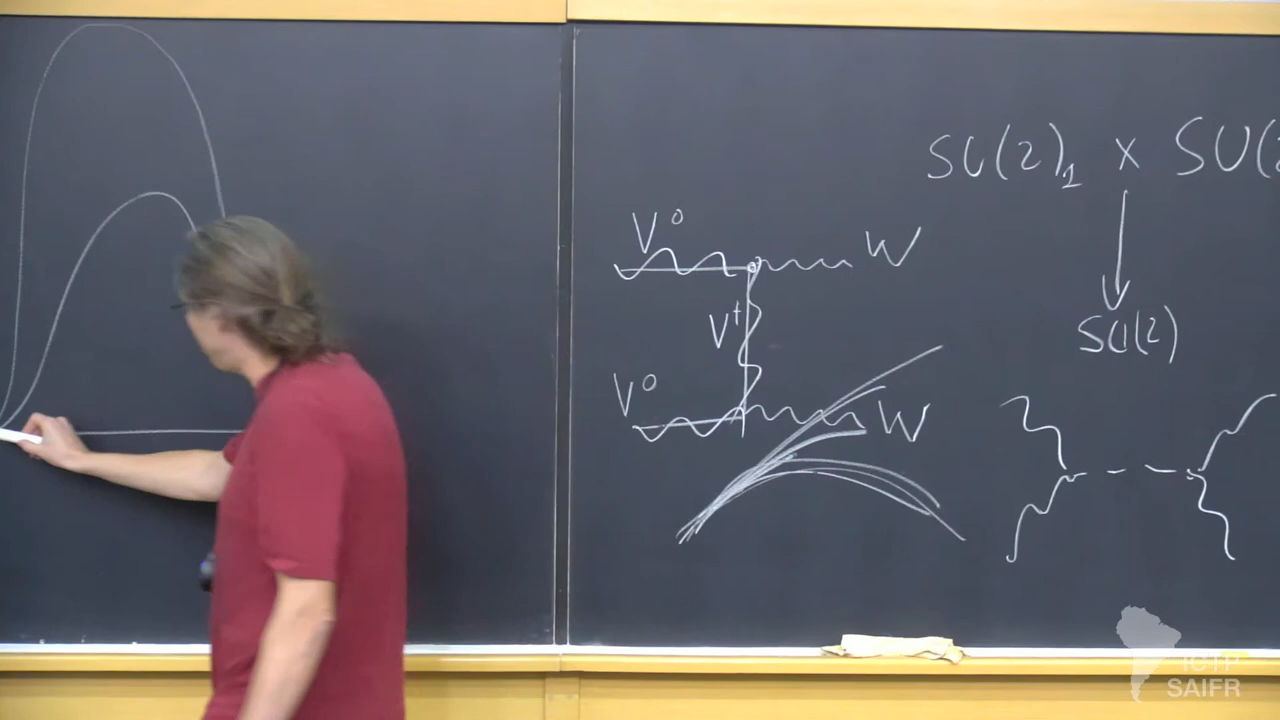 SU(2)₁ x SU(2
↓
SU(2)
V⁰ W
V⁺
V⁰ W
ICTP
SAIFR